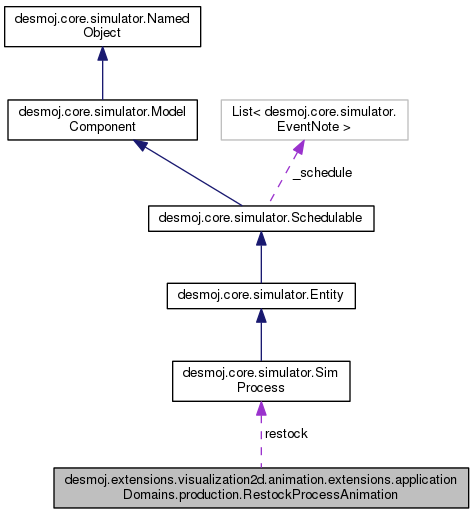 desmoj.core.simulator.Named
Object
desmoj.core.simulator.Model
Component
List< desmoj.core.simulator.
EventNote >
_schedule
desmoj.core.simulator.Schedulable
desmoj.core.simulator.Entity
desmoj.core.simulator.Sim
Process
restock
desmoj.extensions.visualization2d.animation.extensions.application
Domains.production.RestockProcessAnimation